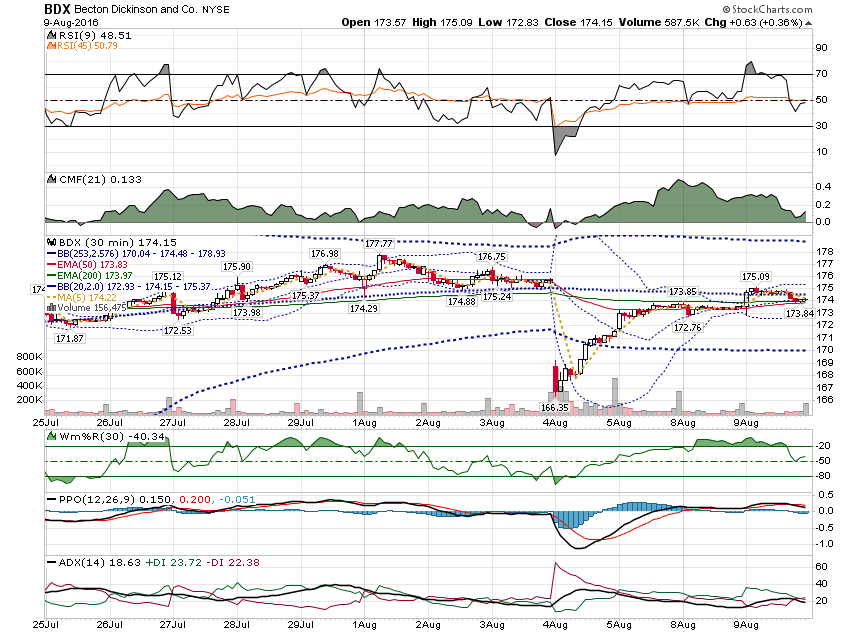 BDX Becton Dickinson and Co. NYSE
© StockCharts.com
9-Aug-2016
Open 173.57 High 175.09 Low 172.83 Close 174.15 Volume 587.5K Chg +0.63 (+0.36%)
RSI(9) 48.51
RSI(45) 50.79
90
70
50
30
10
CMF(21) 0.133
0.4
0.2
0.0
BDX (30 min) 174.15
BB(253,2.576) 170.04 - 174.48 - 178.93
EMA(50) 173.83
EMA(200) 173.97
BB(20,2.0) 172.93 - 174.15 - 175.37
MA(5) 174.22
Volume 156,475
171.87
175.12
172.53
175.90
173.98
175.37
176.98
174.29
177.77
174.88
176.75
175.24
166.35
173.85
172.76
175.09
173.84
178
177
176
175
174
173
172
171
170
169
168
167
166
800K
600K
400K
200K
25Jul 26Jul 27Jul 28Jul 29Jul 1Aug 2Aug 3Aug 4Aug 5Aug 8Aug 9Aug
Wm%R(30) -40.34
-20
-50
-80
PPO(12,26,9) 0.150, 0.200, -0.051
0.5
0.0
-0.5
-1.0
ADX(14) 18.63 +DI 23.72 -DI 22.38
60
40
20
25Jul 26Jul 27Jul 28Jul 29Jul 1Aug 2Aug 3Aug 4Aug 5Aug 8Aug 9Aug